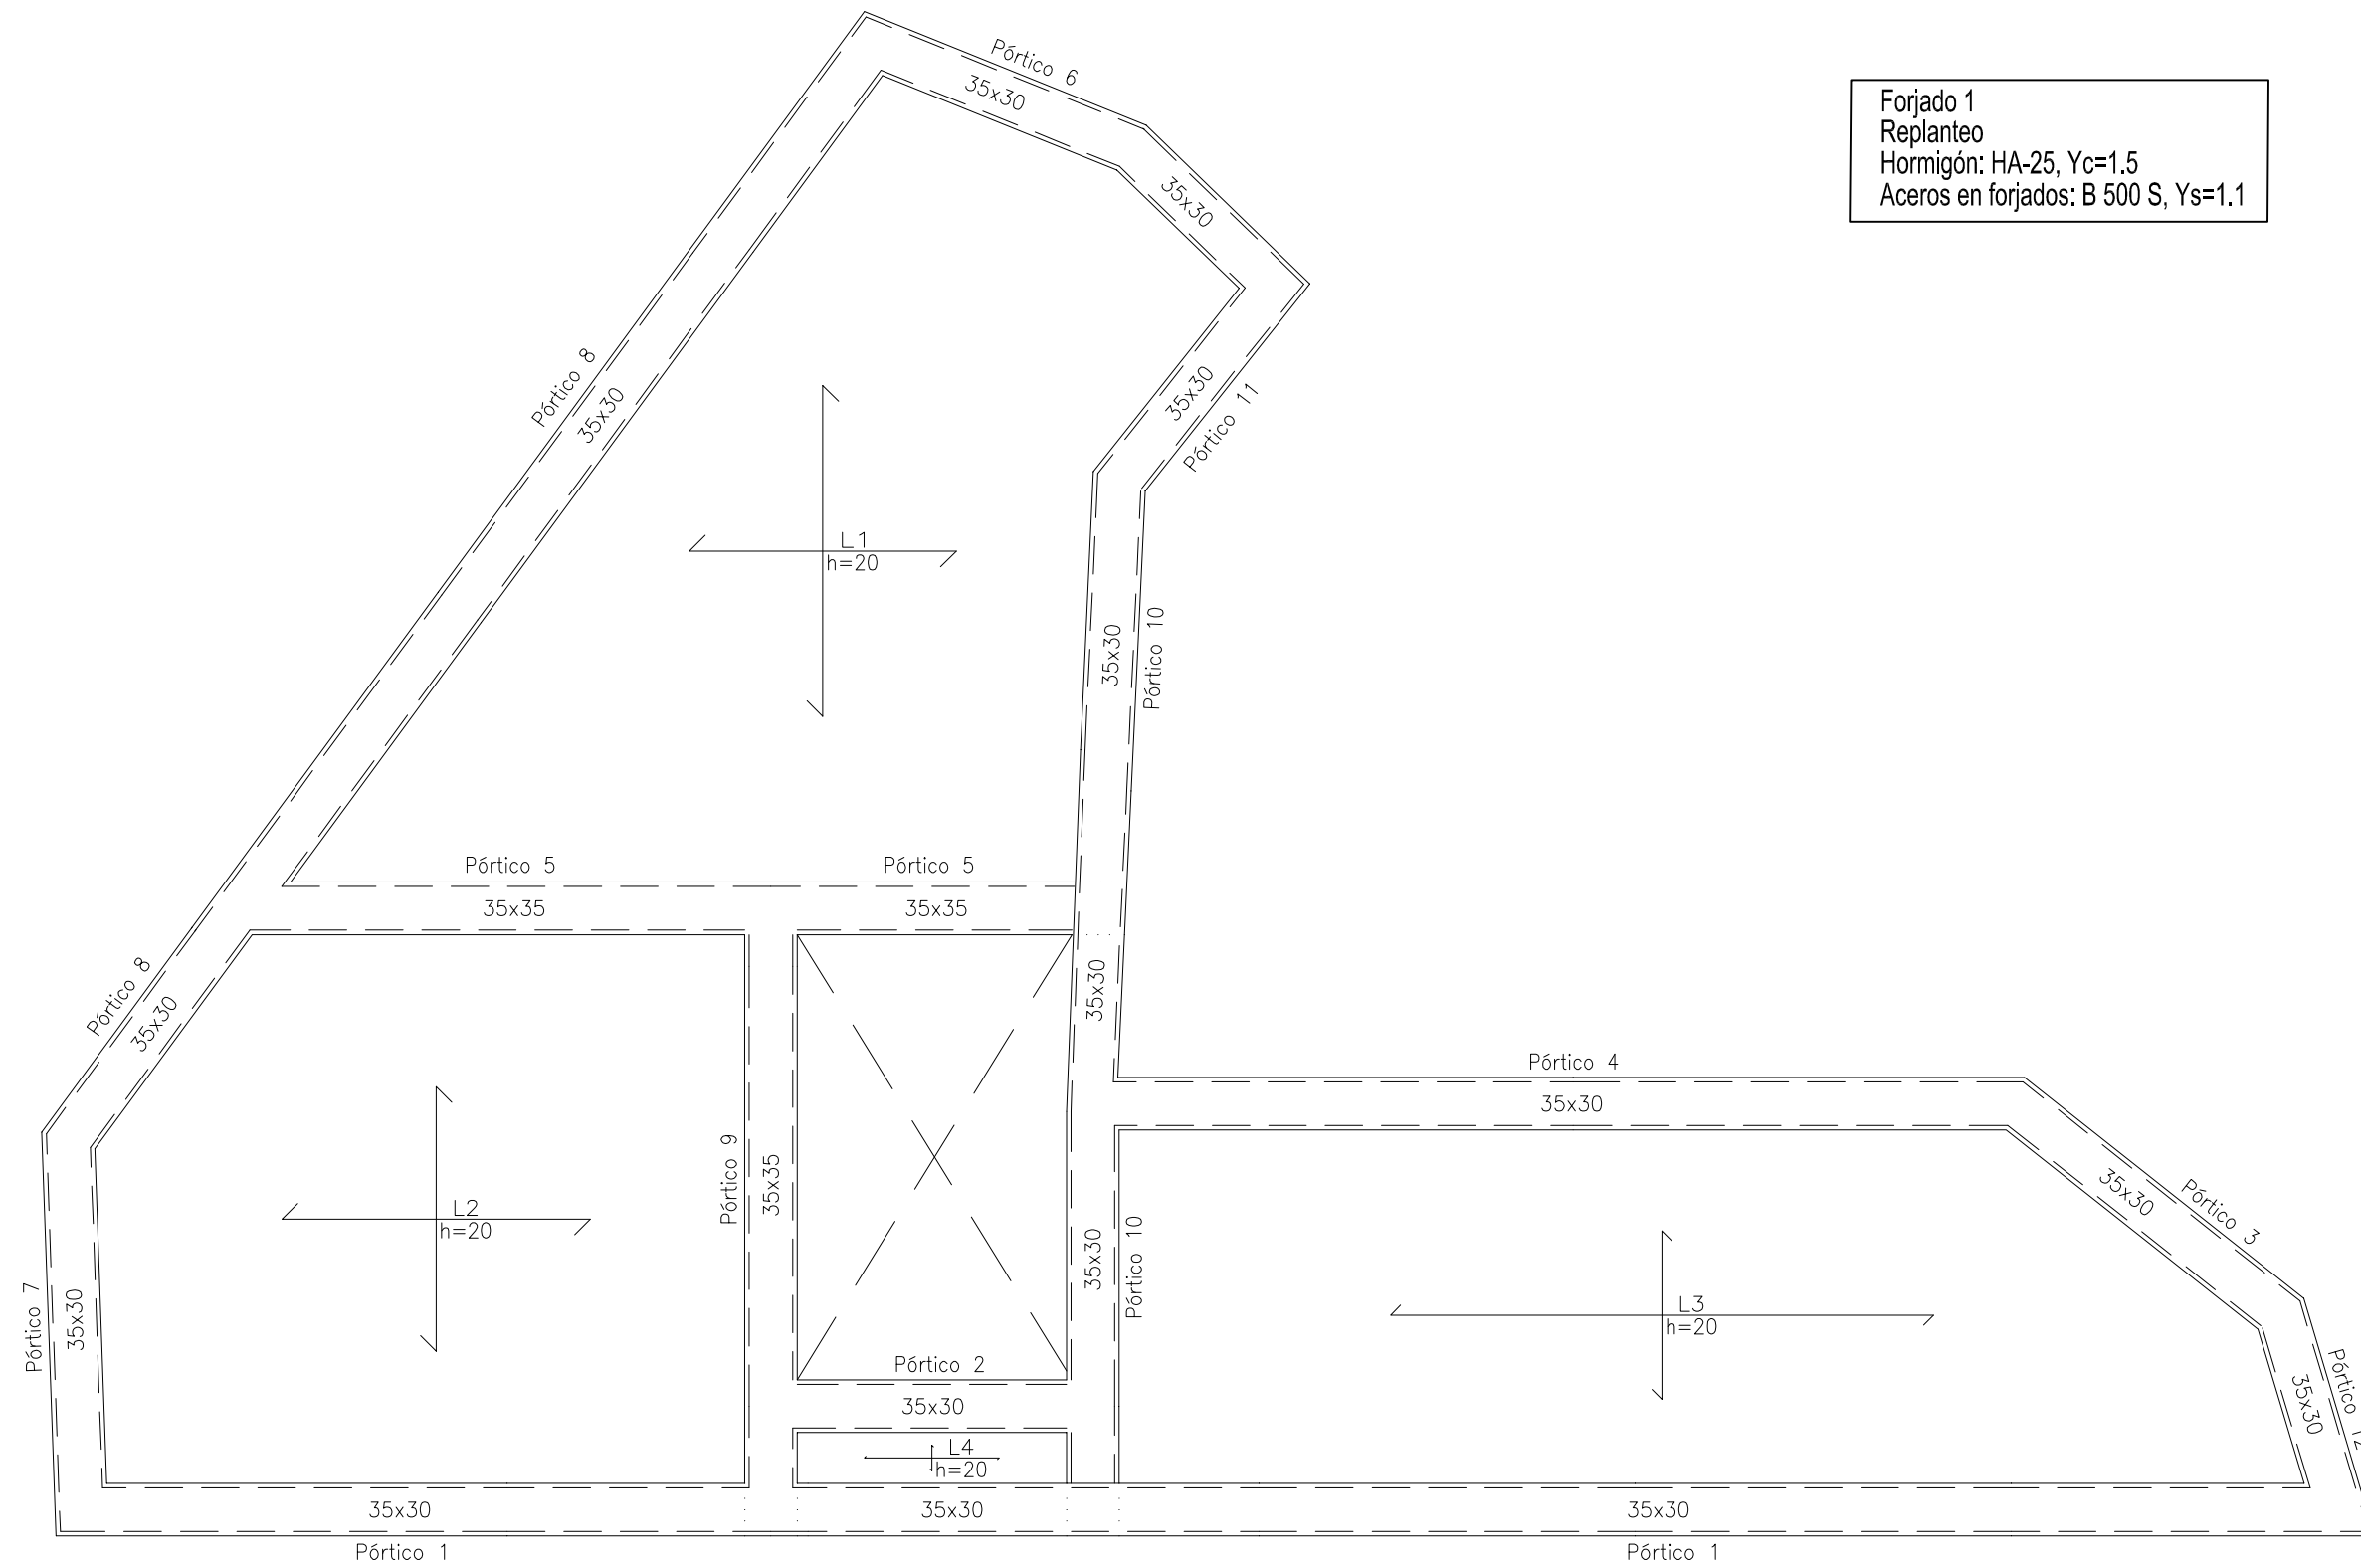 Pórtico 6
35x30
Forjado 1
Replanteo
Hormigón: HA-25, Yc=1.5
Aceros en forjados: B 500 S, Ys=1.1
35x30
Pórtico 8
35x30
35x30
Pórtico 11
L1
h=20
35x30
Pórtico 10
Pórtico 5
Pórtico 5
35x35
35x35
Pórtico 8
35x30
35x30
Pórtico 4
35x30
Pórtico 9
35x35
L2
h=20
35x30
Pórtico 10
35x30
Pórtico 3
Pórtico 7
35x30
L3
h=20
Pórtico 2
35x30
Pórtico 12
35x30
L4
h=20
35x30
35x30
35x30
Pórtico 1
Pórtico 1